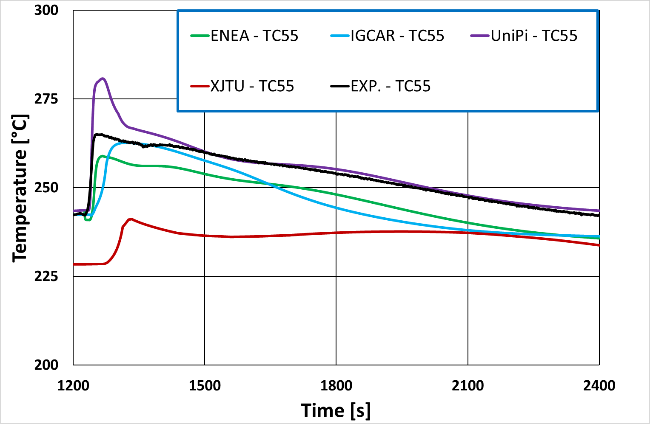 300
ENEA - TC55 IGCAR - TC55 UniPi - TC55
XJTU - TC55 EXP. - TC55
275
250
225
200
Temperature [°C]
1200 1500 1800 2100 2400
Time [s]